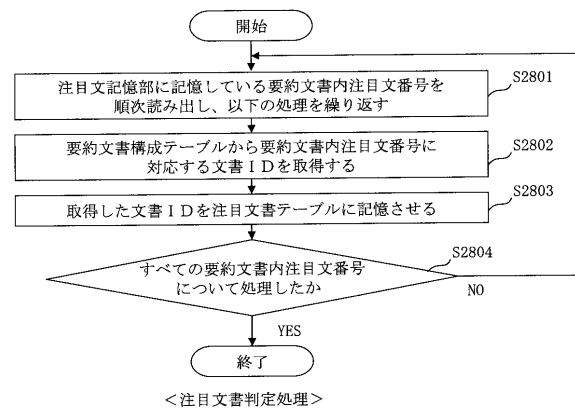 開始
注目文記憶部に記憶している要約文書内注目文番号を
順次読み出し、以下の処理を繰り返す
S2801
要約文書構成テーブルから要約文書内注目文番号に
対応する文書ＩＤを取得する
S2802
取得した文書ＩＤを注目文書テーブルに記憶させる
S2803
すべての要約文書内注目文番号
について処理したか
S2804
NO
YES
終了
＜注目文書判定処理＞